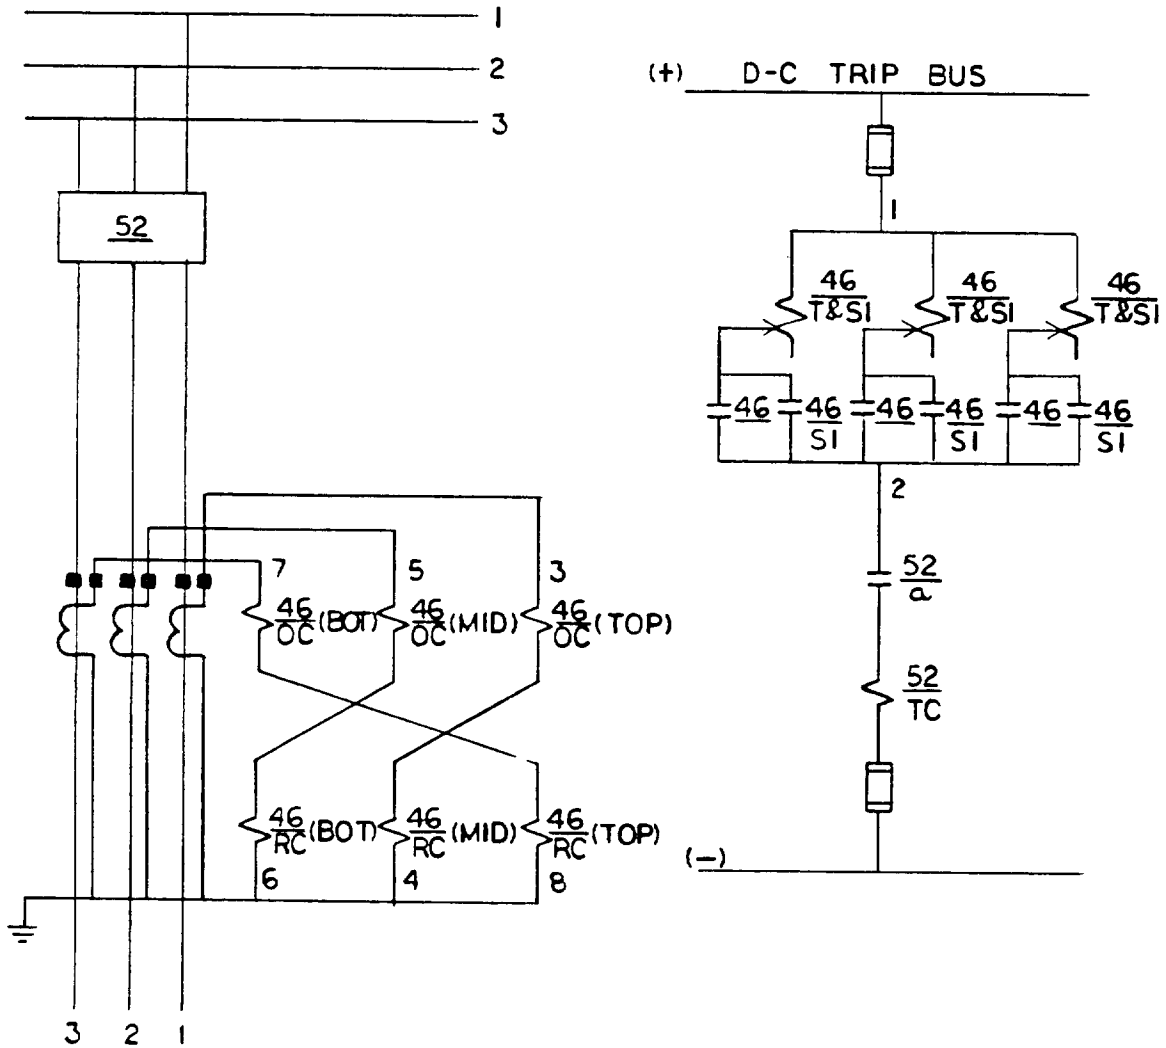 1
2
3
52
(+) D-C TRIP BUS
1
46
T&SI
46
T&SI
46
T&SI
46
46
SI
46
46
SI
46
46
SI
2
52
a
52
TC
(-)
7
5
3
46
OC (BOT)
46
OC (MID)
46
OC (TOP)
46
RC (BOT)
46
RC (MID)
46
RC (TOP)
6
4
8
3
2
1